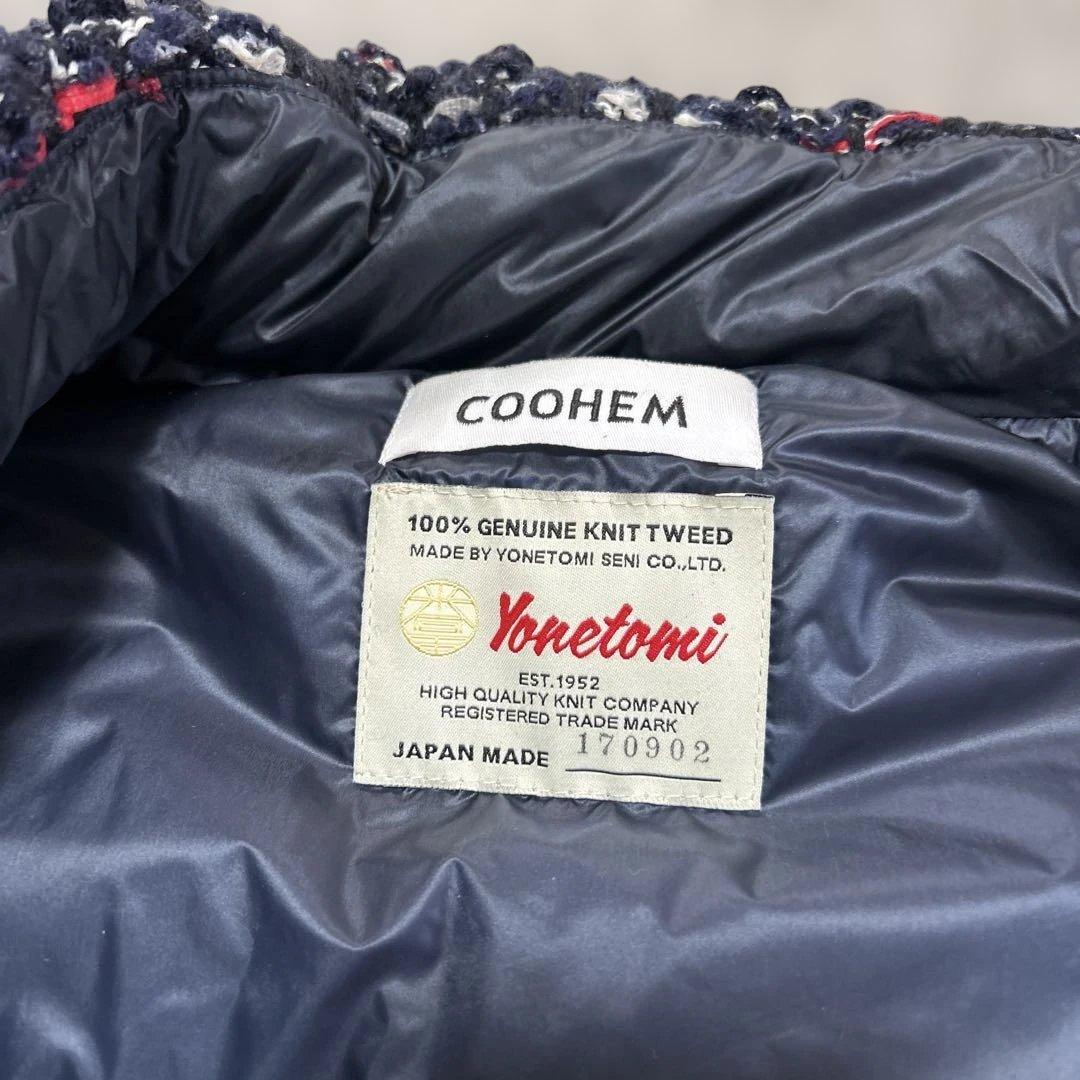 COOHEM
100% GENUINE KNIT TWEED
MADE BY YONETOMI SENI CO.,LTD.
Yonetomi
EST.1952
HIGH QUALITY KNIT COMPANY
REGISTERED TRADE MARK
JAPAN MADE 170902